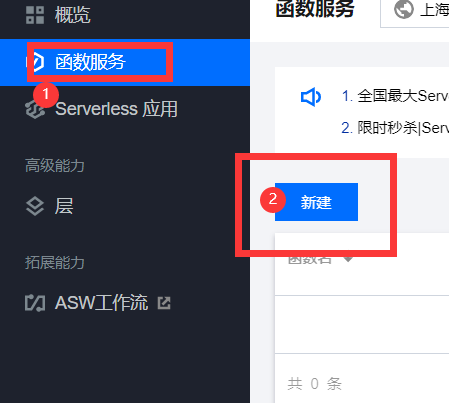 概览
函数服务
1
Serverless 应用
高级能力
层
拓展能力
ASW工作流
函数服务
上海
1. 全国最大Serve
2. 限时秒杀|Serv
2
新建
函数名
共 0 条